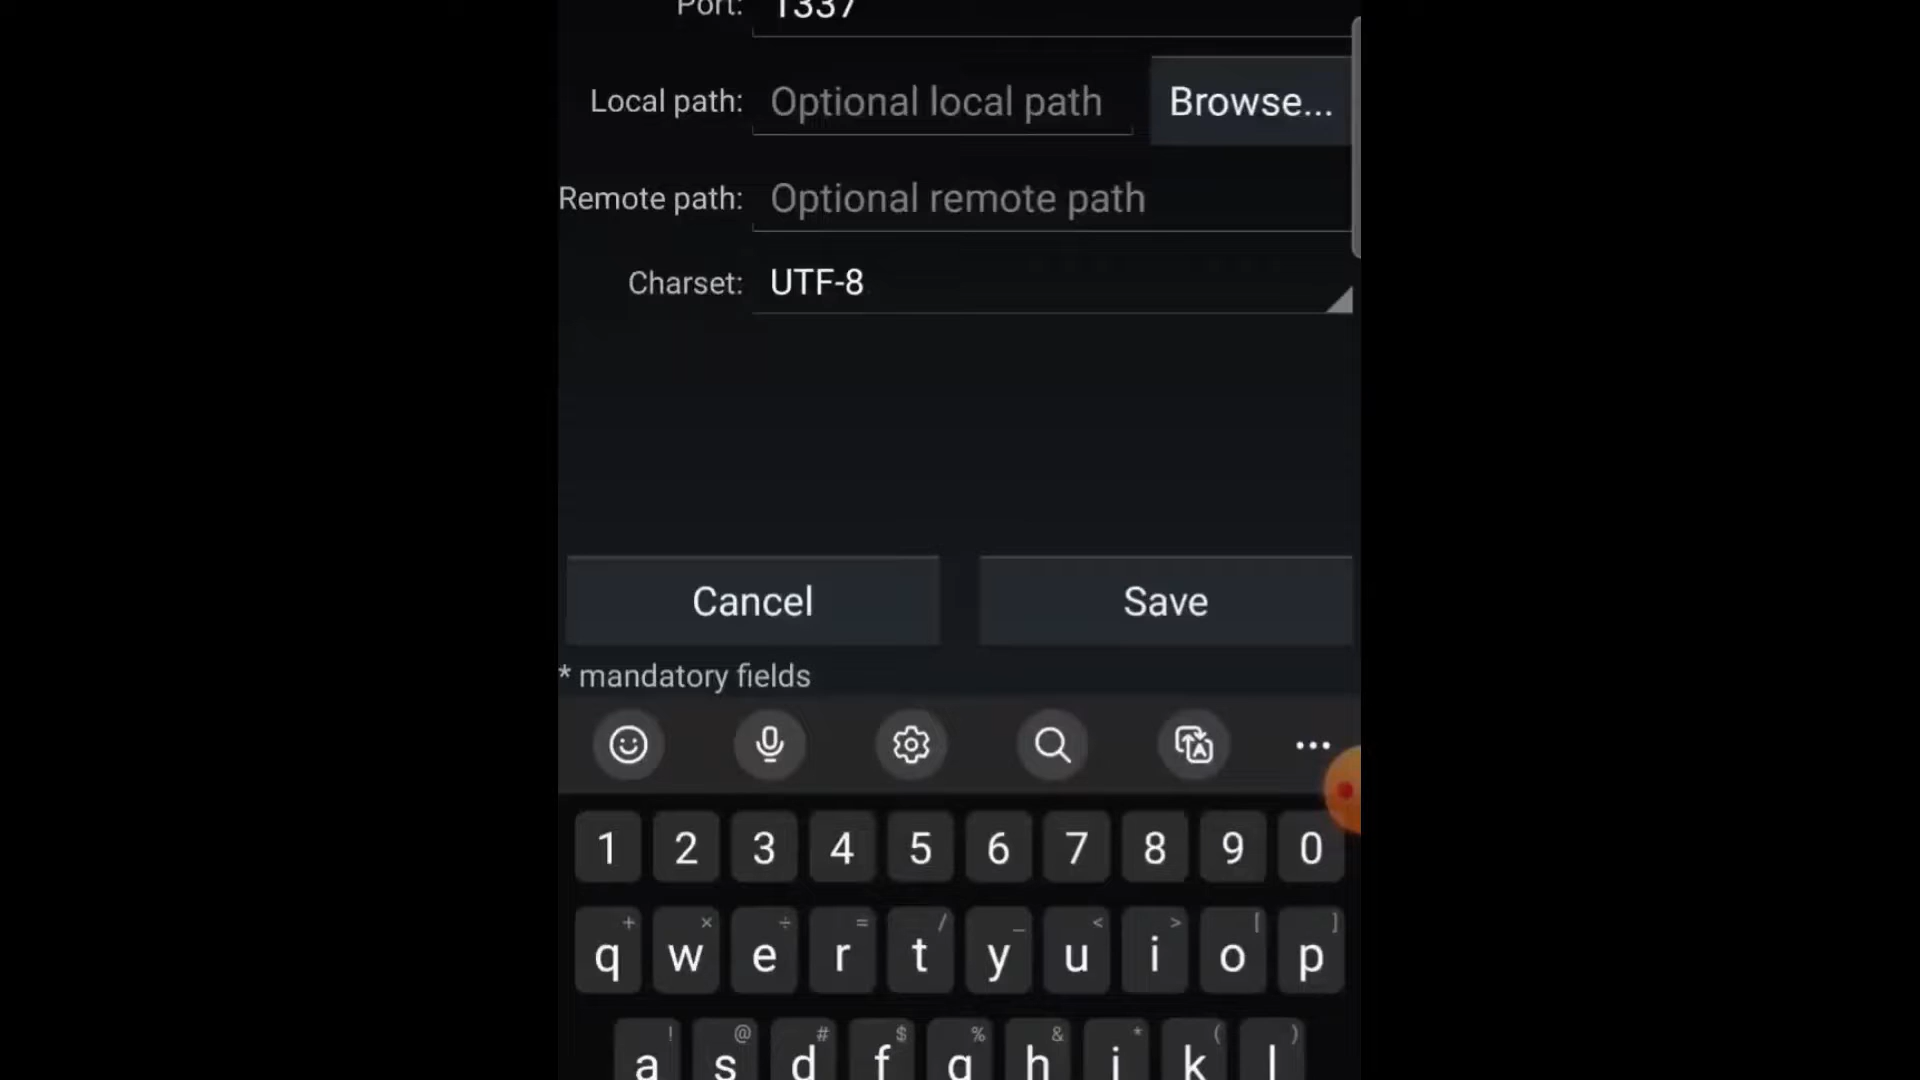 Port: 1337
Local path: Optional local path Browse...
Remote path: Optional remote path
Charset: UTF-8
Cancel Save
* mandatory fields
1 2 3 4 5 6 7 8 9 0
+ × ÷ = / _ < > [ ]
q w e r t y u i o p
! @ # $ % & * ( )
a s d f g h j k l